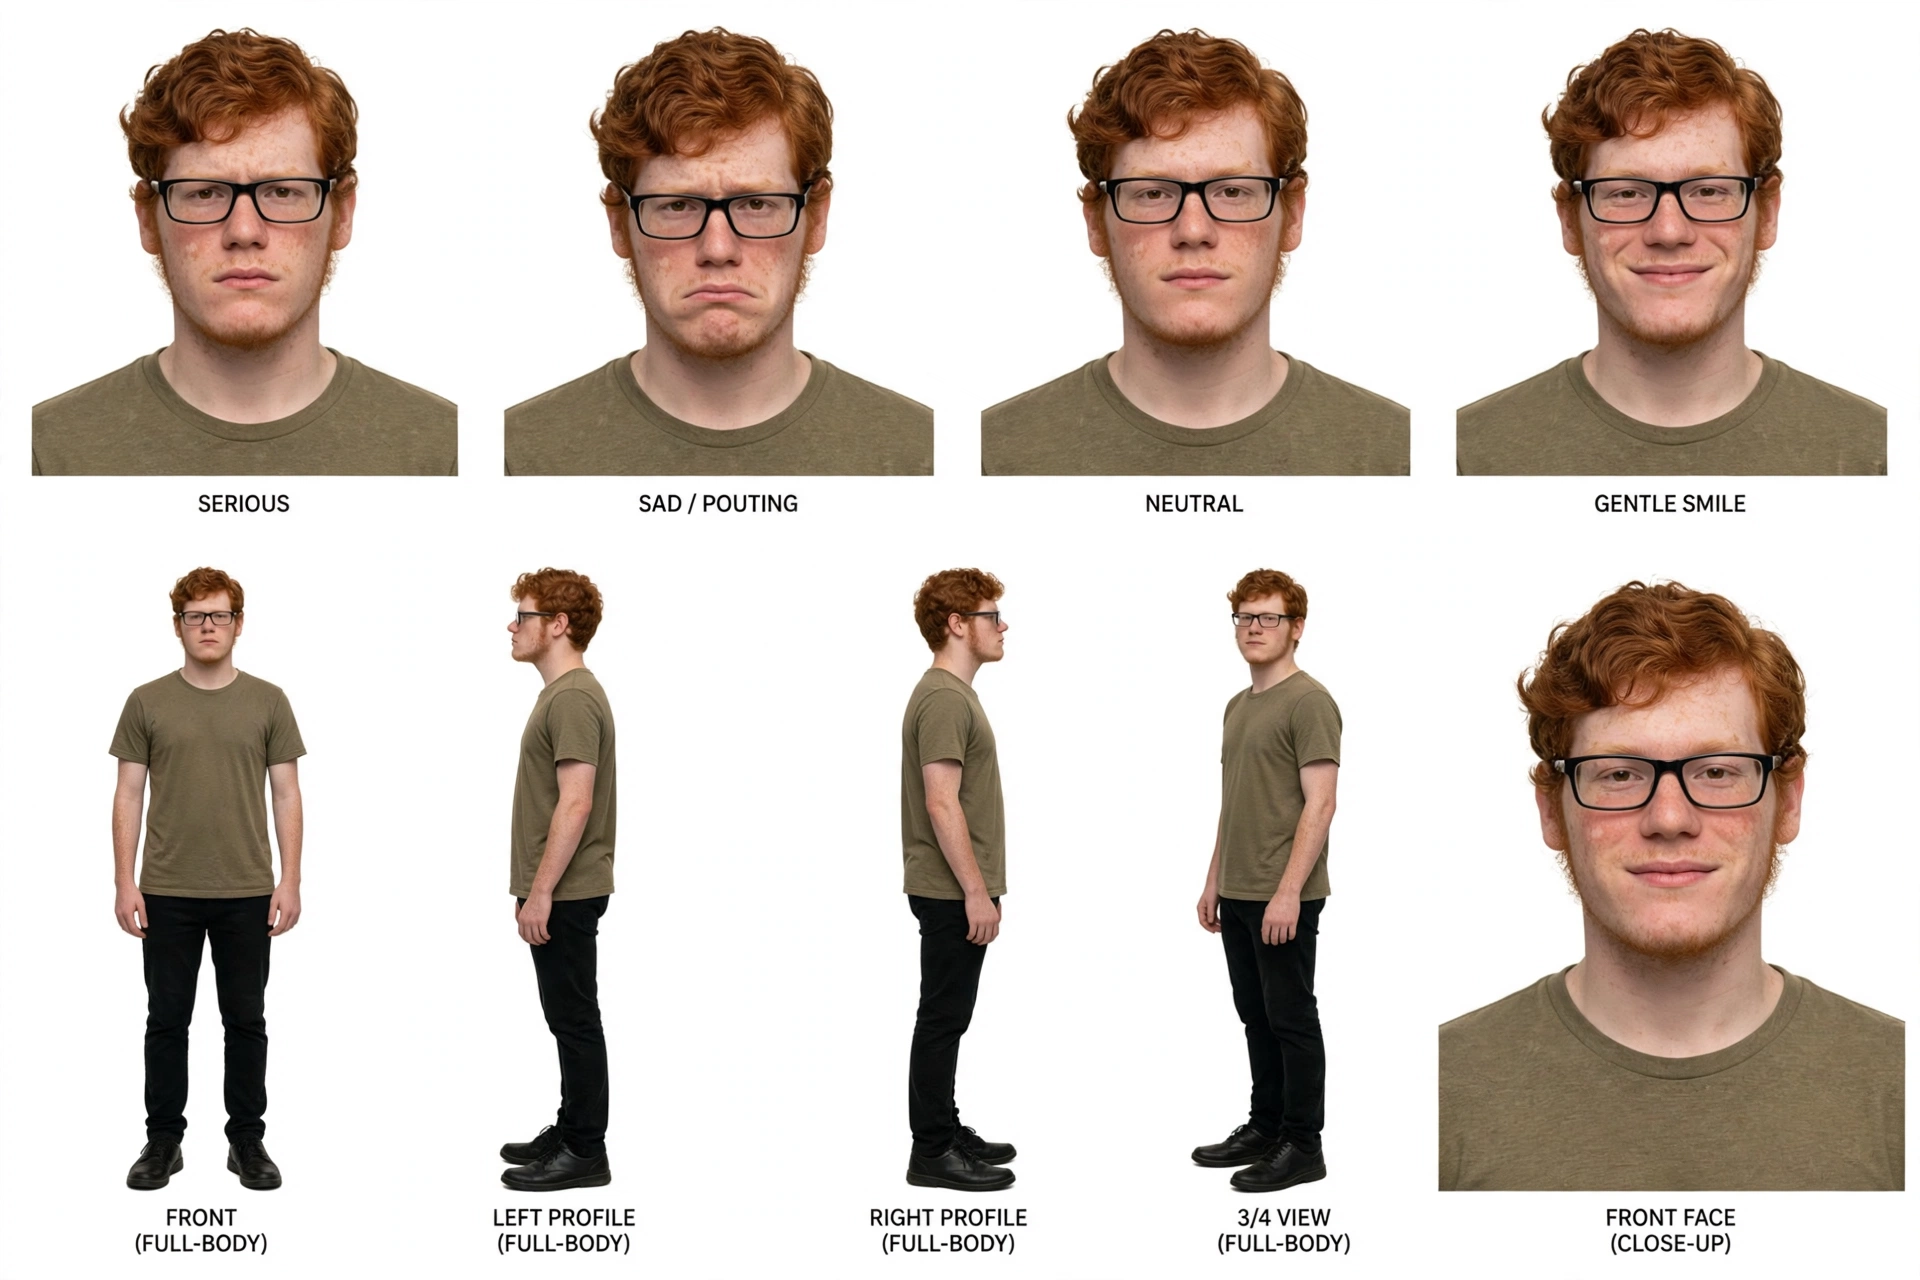 SERIOUS
SAD / POUTING
NEUTRAL
GENTLE SMILE
FRONT
(FULL-BODY)
LEFT PROFILE
(FULL-BODY)
RIGHT PROFILE
(FULL-BODY)
3/4 VIEW
(FULL-BODY)
FRONT FACE
(CLOSE-UP)